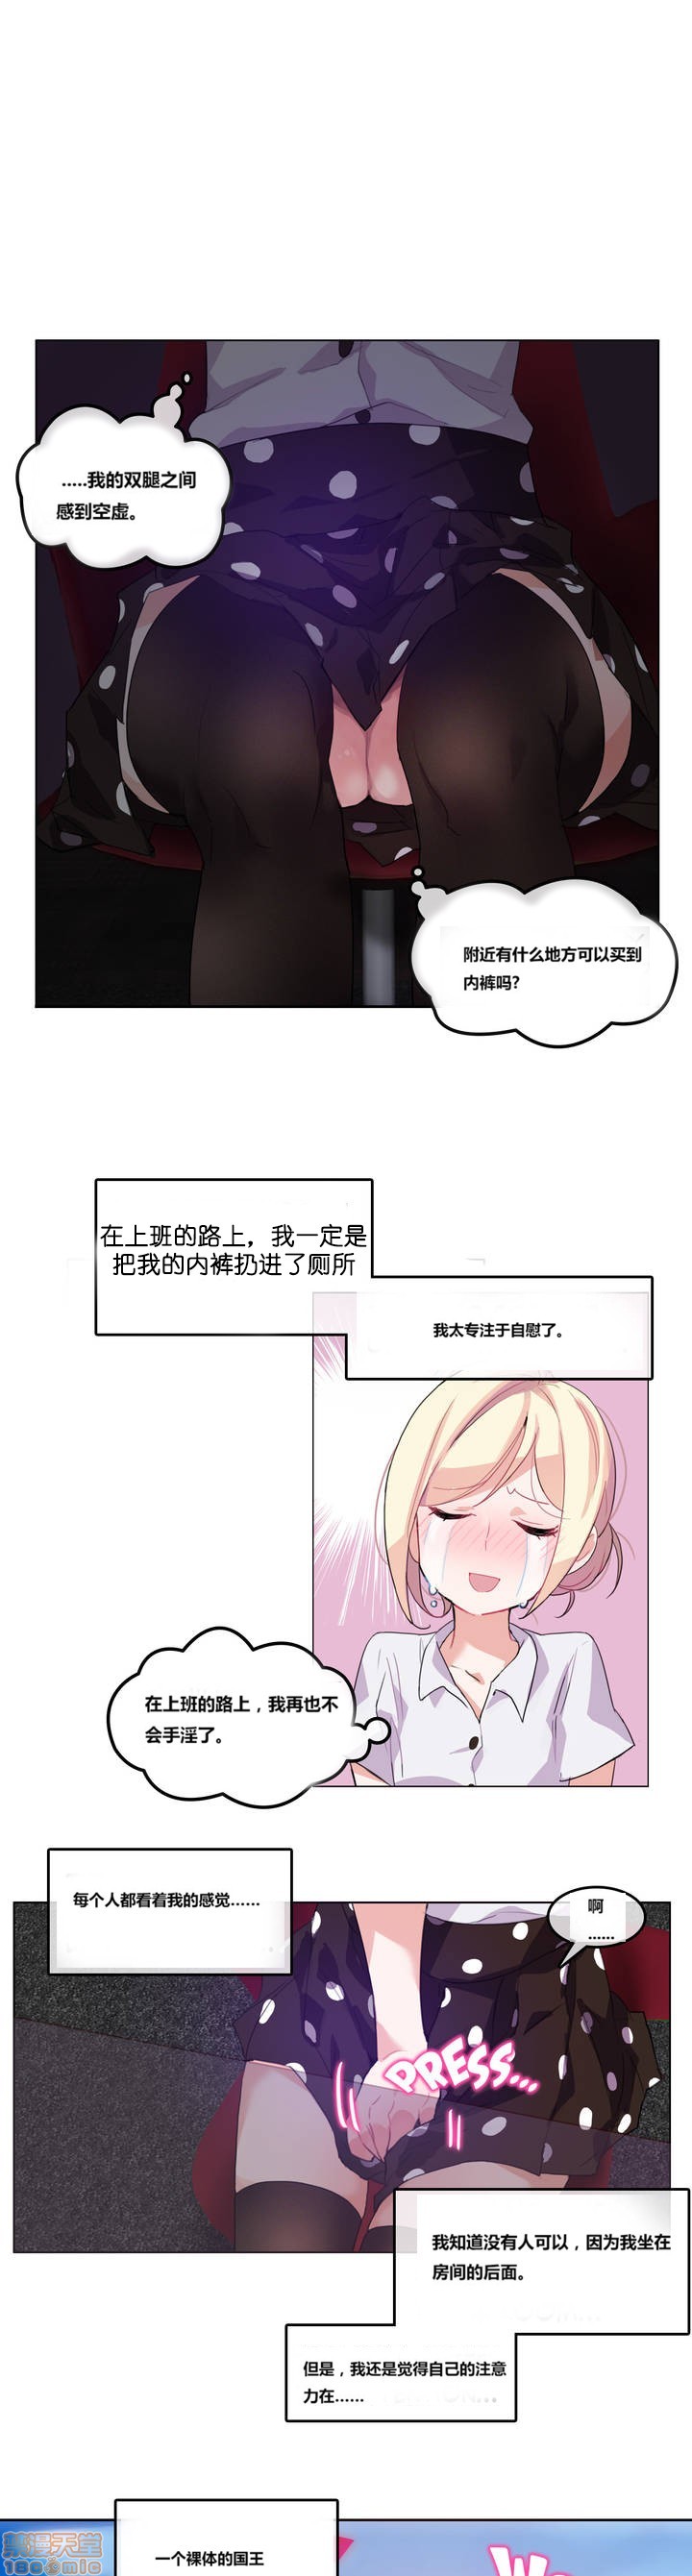 .....我的双腿之间
感到空虚。
附近有什么地方可以买到
内裤吗?
在上班的路上，我一定是
把我的内裤扔进了厕所
我太专注于自慰了。
在上班的路上，我再也不
会手淫了。
每个人都看着我的感觉......
啊
......
PRESS...
我知道没有人可以，因为我坐在
房间的后面。
但是，我还是觉得自己的注意
力在......
一个裸体的国王
禁漫天堂
18comic